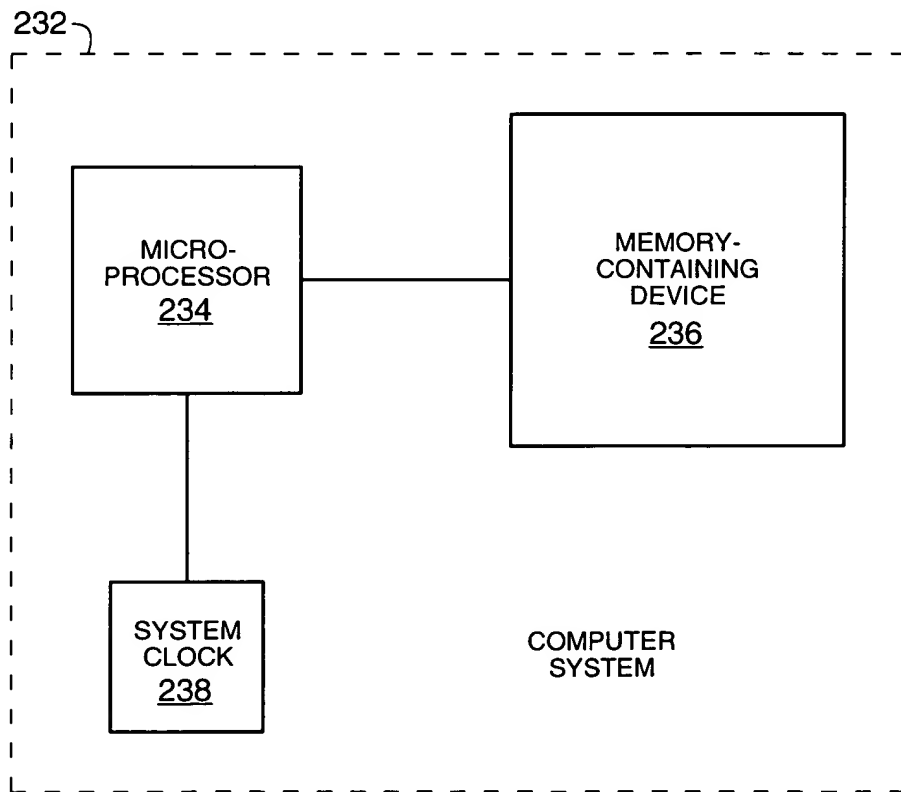 232
MICRO-
PROCESSOR
234
MEMORY-
CONTAINING
DEVICE
236
SYSTEM
CLOCK
238
COMPUTER
SYSTEM